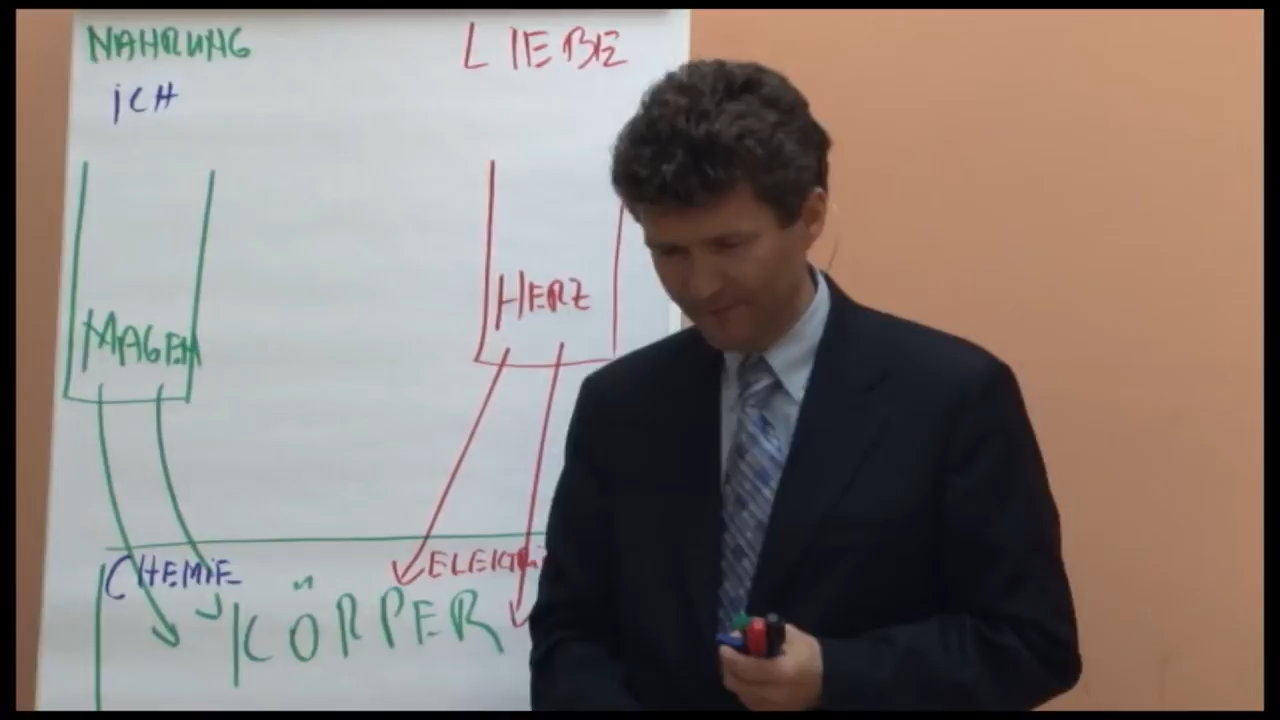 NAHRUNG LIEBE
iCH
HERZ
MAGEN
CHEMiE
KÖRPER